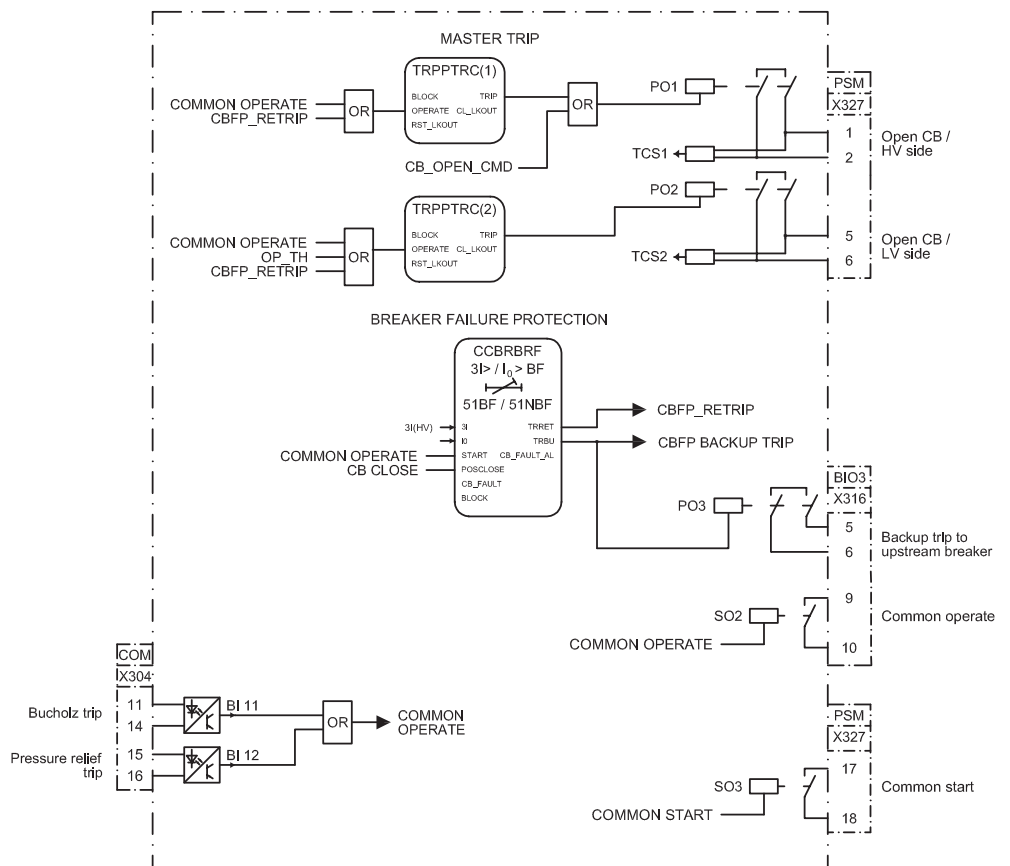 MASTER TRIP
TRPPTRC(1)
BLOCK TRIP
OPERATE CL_LKOUT
RST_LKOUT
COMMON OPERATE
CBFP_RETRIP
OR
OR
CB_OPEN_CMD
PO1
TCS1
PSM
X327
1
2
Open CB /
HV side
TRPPTRC(2)
BLOCK TRIP
OPERATE CL_LKOUT
RST_LKOUT
COMMON OPERATE
OP_TH
CBFP_RETRIP
OR
PO2
TCS2
5
6
Open CB /
LV side
BREAKER FAILURE PROTECTION
CCBRBRF
3I> / I0 > BF
51BF / 51NBF
3I(HV)
3I TRRET
I0 TRBU
START CB_FAULT_AL
POSCLOSE
CB_FAULT
BLOCK
COMMON OPERATE
CB CLOSE
CBFP_RETRIP
CBFP BACKUP TRIP
PO3
BIO3
X316
5
6
Backup trip to
upstream breaker
9
SO2
Common operate
COMMON OPERATE
10
COM
X304
Bucholz trip
11
14
BI 11
Pressure relief
trip
15
16
BI 12
OR
COMMON
OPERATE
PSM
X327
17
SO3
Common start
COMMON START
18